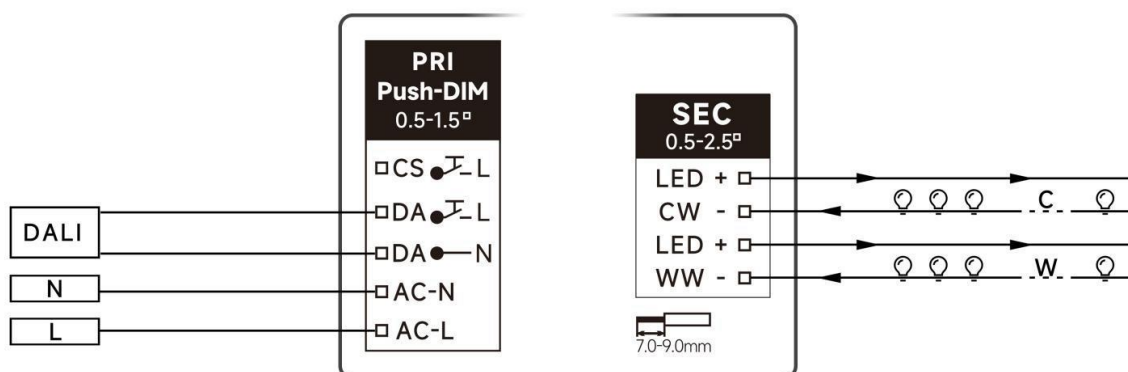 PRI
Push-DIM
0.5-1.5□
CS L
DALI
DA L
DA N
N
AC-N
L
AC-L
SEC
0.5-2.5□
LED +
CW - C
LED +
WW - W
7.0-9.0mm